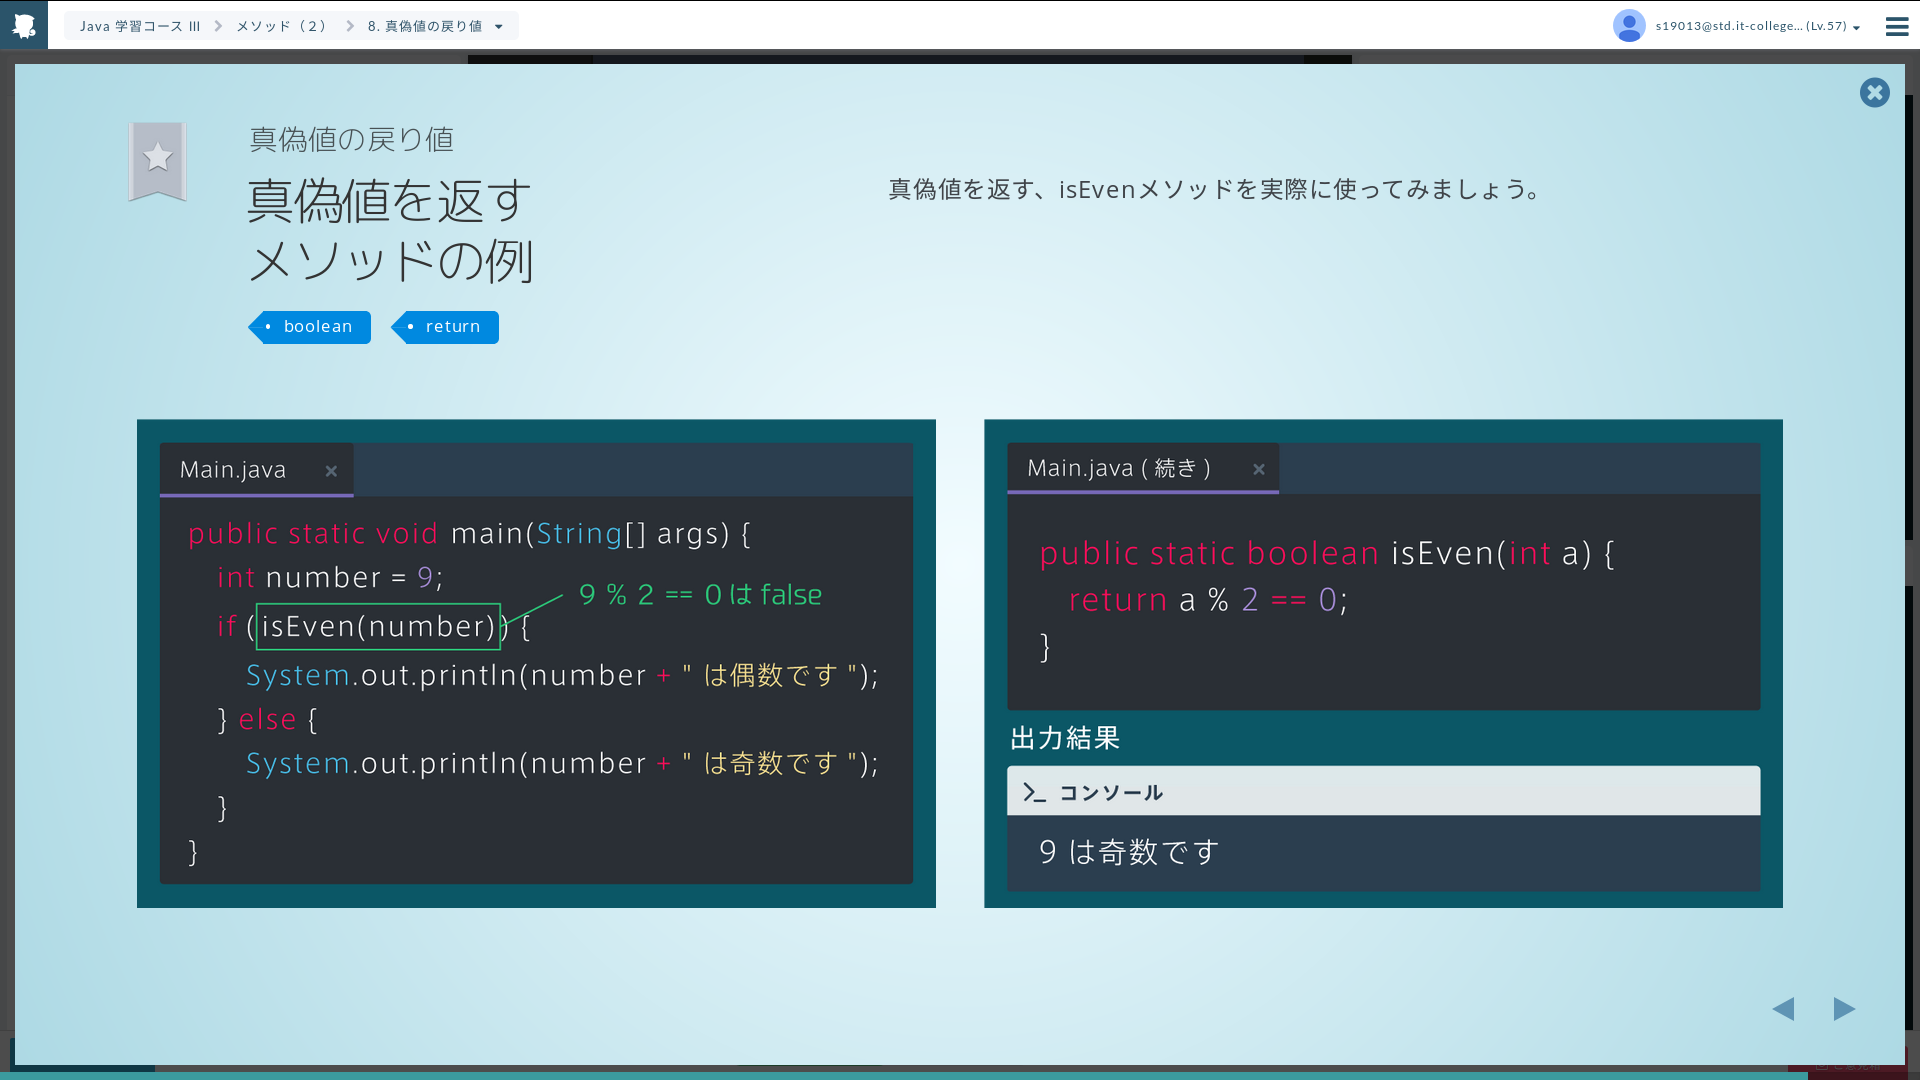 Java 学習コース III
メソッド（２）
8. 真偽値の戻り値
s19013@std.it-college... (Lv.57)
真偽値の戻り値
真偽値を返す
メソッドの例
boolean
return
真偽値を返す、isEvenメソッドを実際に使ってみましょう。
Main.java
public static void main(String[] args) {
int number = 9;
9 % 2 == 0 は false
if (isEven(number)) {
System.out.println(number + " は偶数です ");
} else {
System.out.println(number + " は奇数です ");
}
}
Main.java ( 続き )
public static boolean isEven(int a) {
return a % 2 == 0;
}
出力結果
>_ コンソール
9 は奇数です